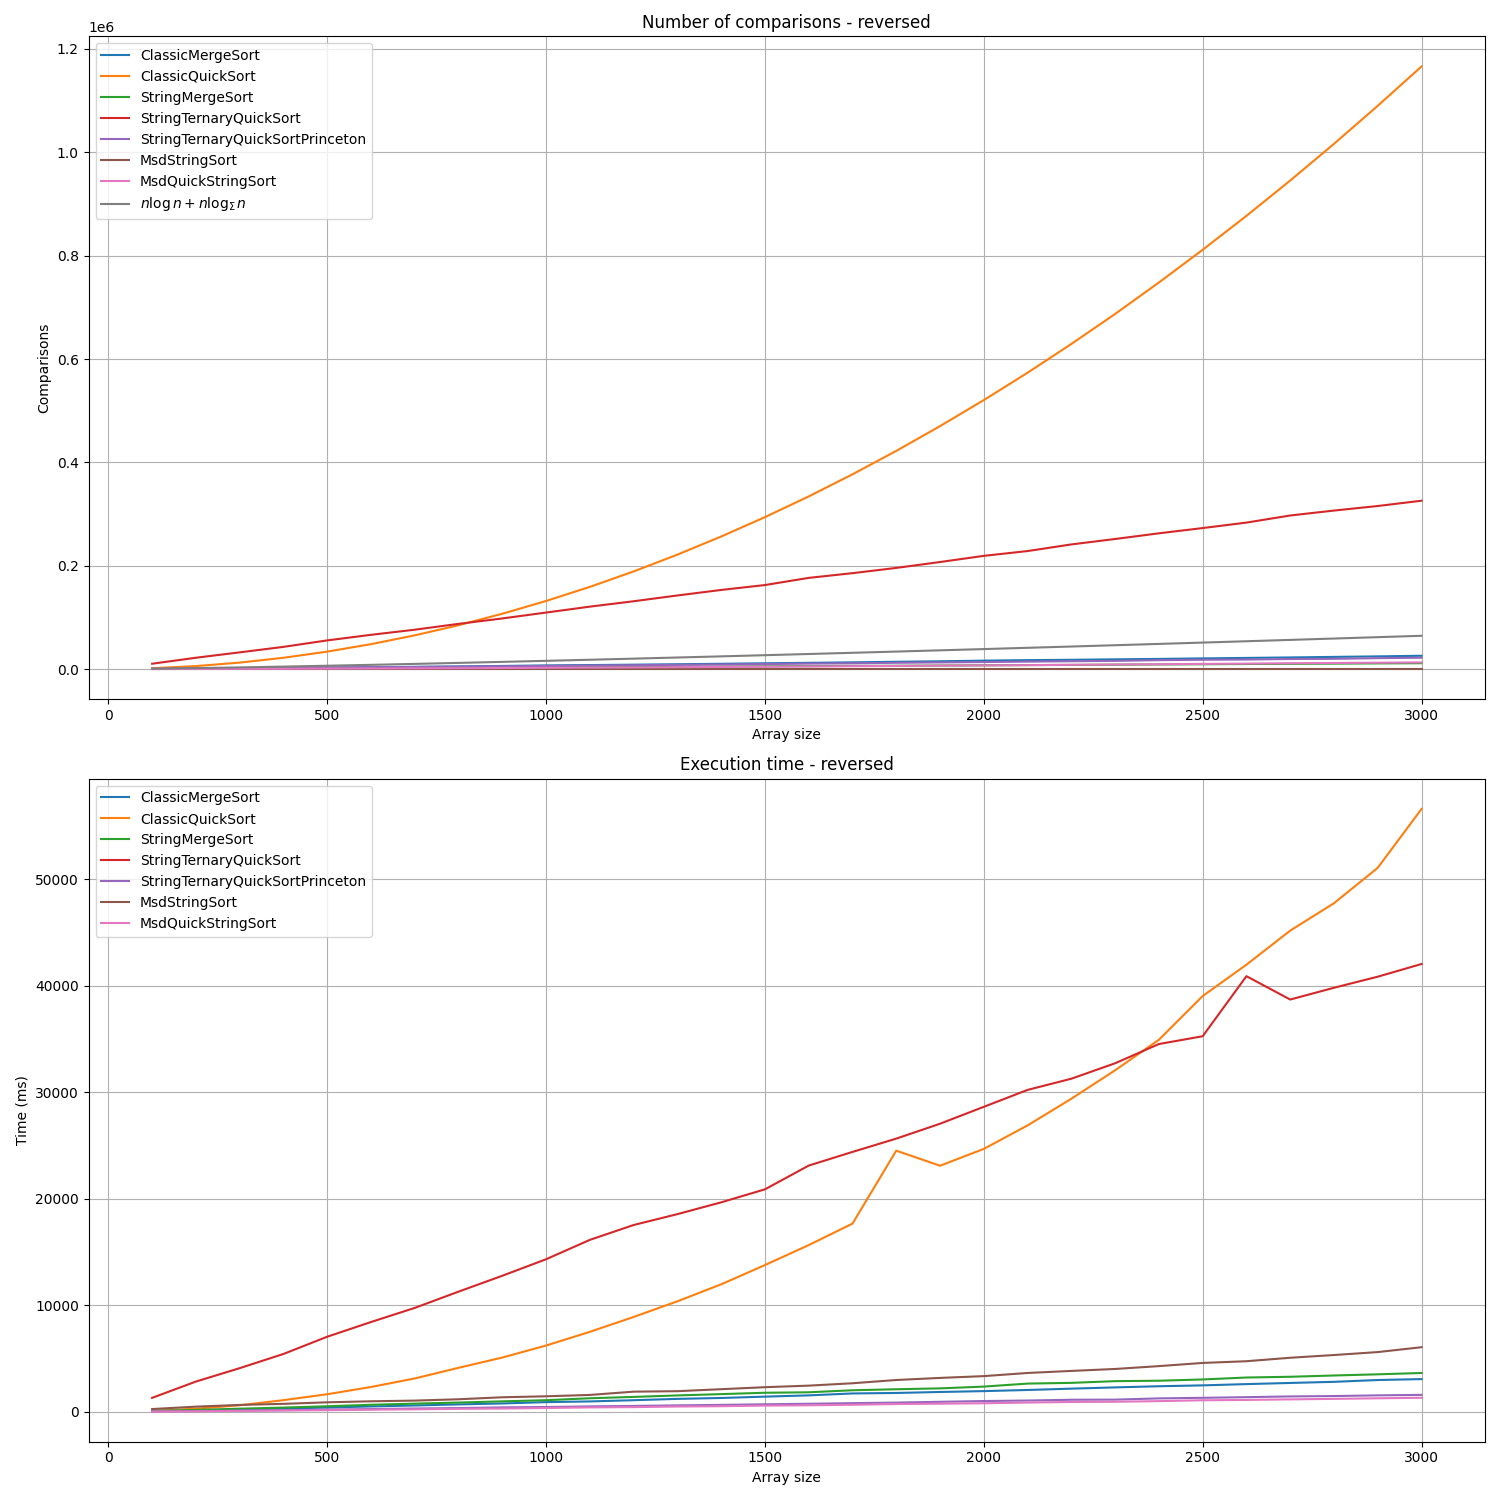 Number of comparisons - reversed
1e6
ClassicMergeSort
ClassicQuickSort
StringMergeSort
StringTernaryQuickSort
StringTernaryQuickSortPrinceton
MsdStringSort
MsdQuickStringSort
n log n + n log_Σ n
1.2
1.0
0.8
0.6
0.4
0.2
0.0
Comparisons
0 500 1000 1500 2000 2500 3000
Array size
Execution time - reversed
ClassicMergeSort
ClassicQuickSort
StringMergeSort
StringTernaryQuickSort
StringTernaryQuickSortPrinceton
MsdStringSort
MsdQuickStringSort
50000
40000
30000
20000
10000
0
Time (ms)
0 500 1000 1500 2000 2500 3000
Array size